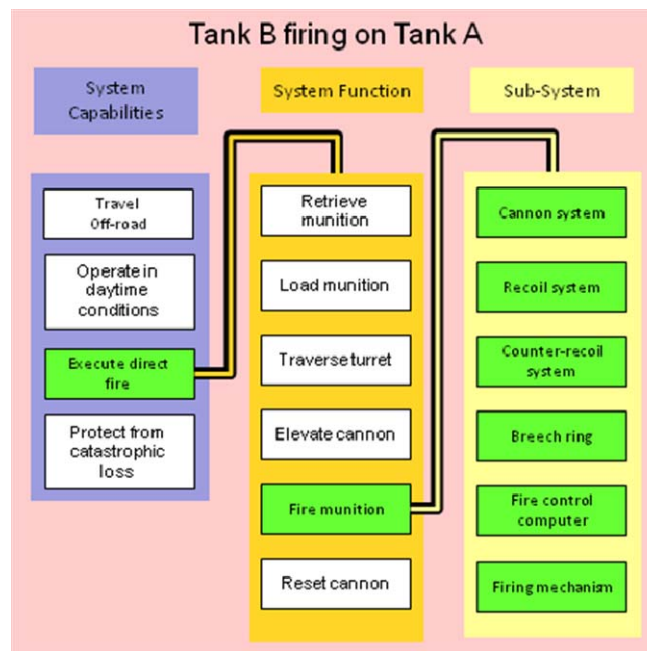 Tank B firing on Tank A
System
Capabilities
System Function
Sub-System
Travel
Off-road
Operate in
daytime
conditions
Execute direct
fire
Protect from
catastrophic
loss
Retrieve
munition
Load munition
Traverse turret
Elevate cannon
Fire munition
Reset cannon
Cannon system
Recoil system
Counter-recoil
system
Breech ring
Fire control
computer
Firing mechanism